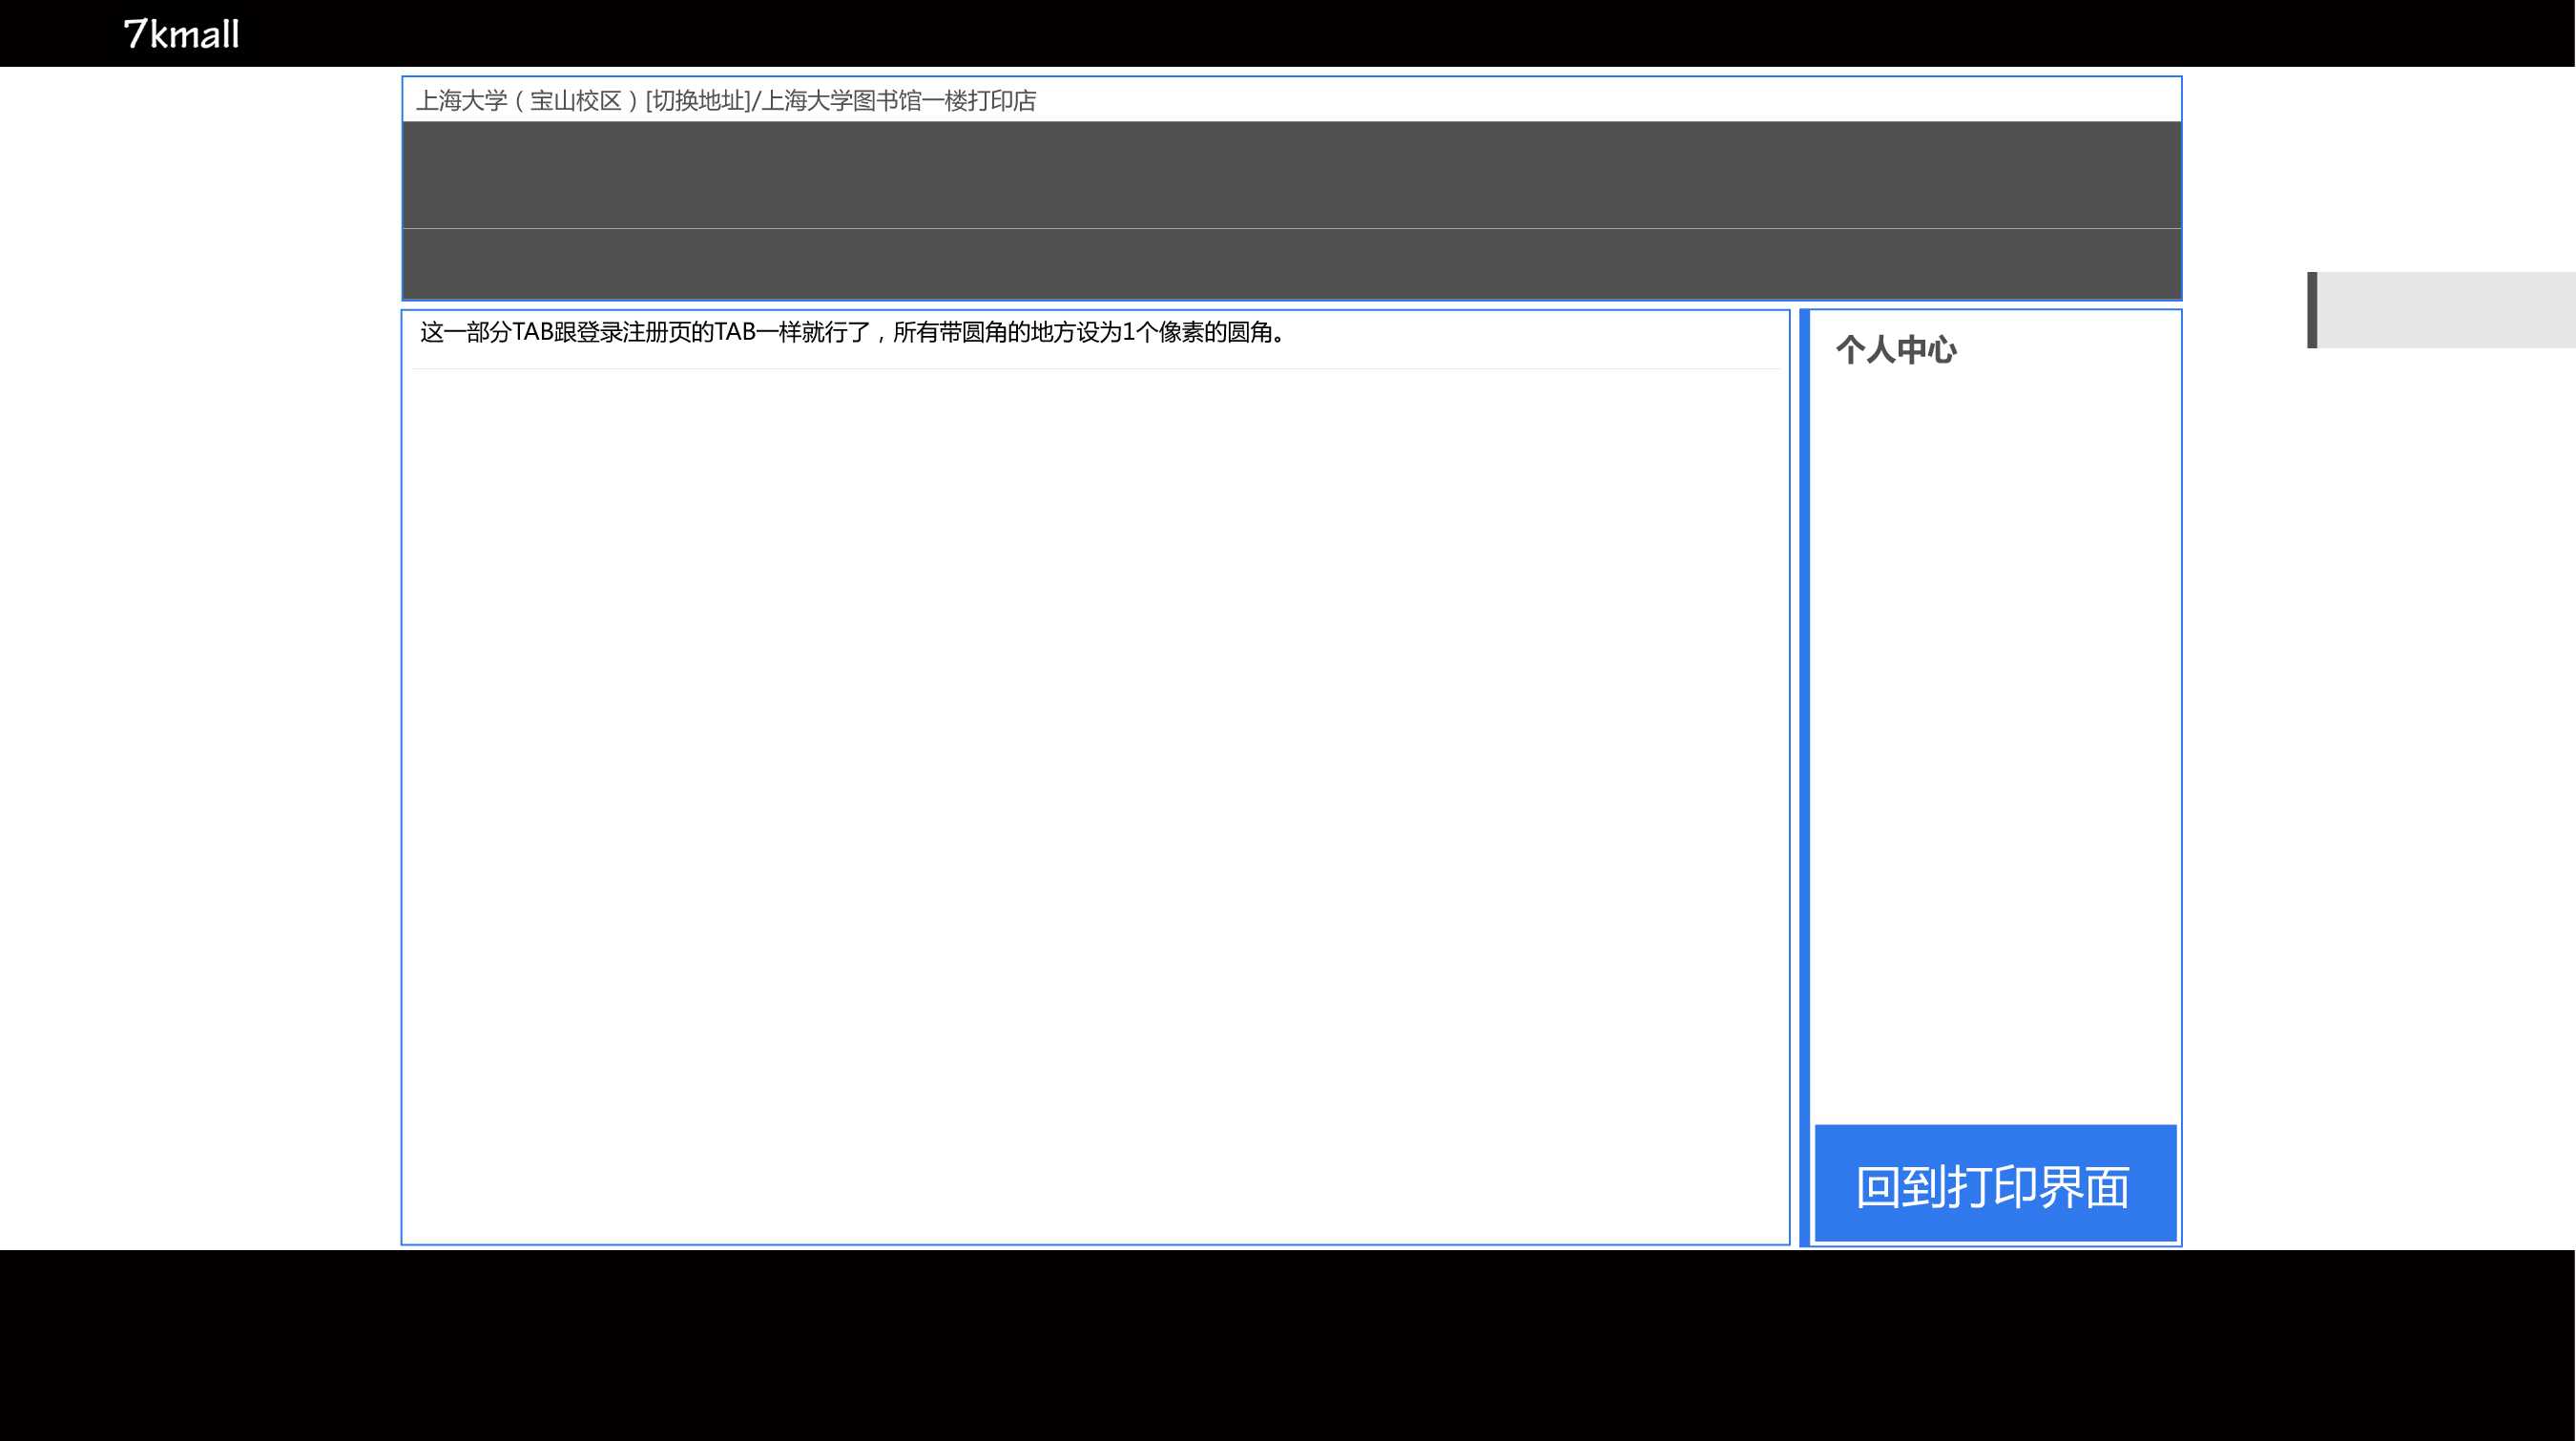 7kmall
上海大学（宝山校区）[切换地址]/上海大学图书馆一楼打印店
这一部分TAB跟登录注册页的TAB一样就行了，所有带圆角的地方设为1个像素的圆角。
个人中心
回到打印界面